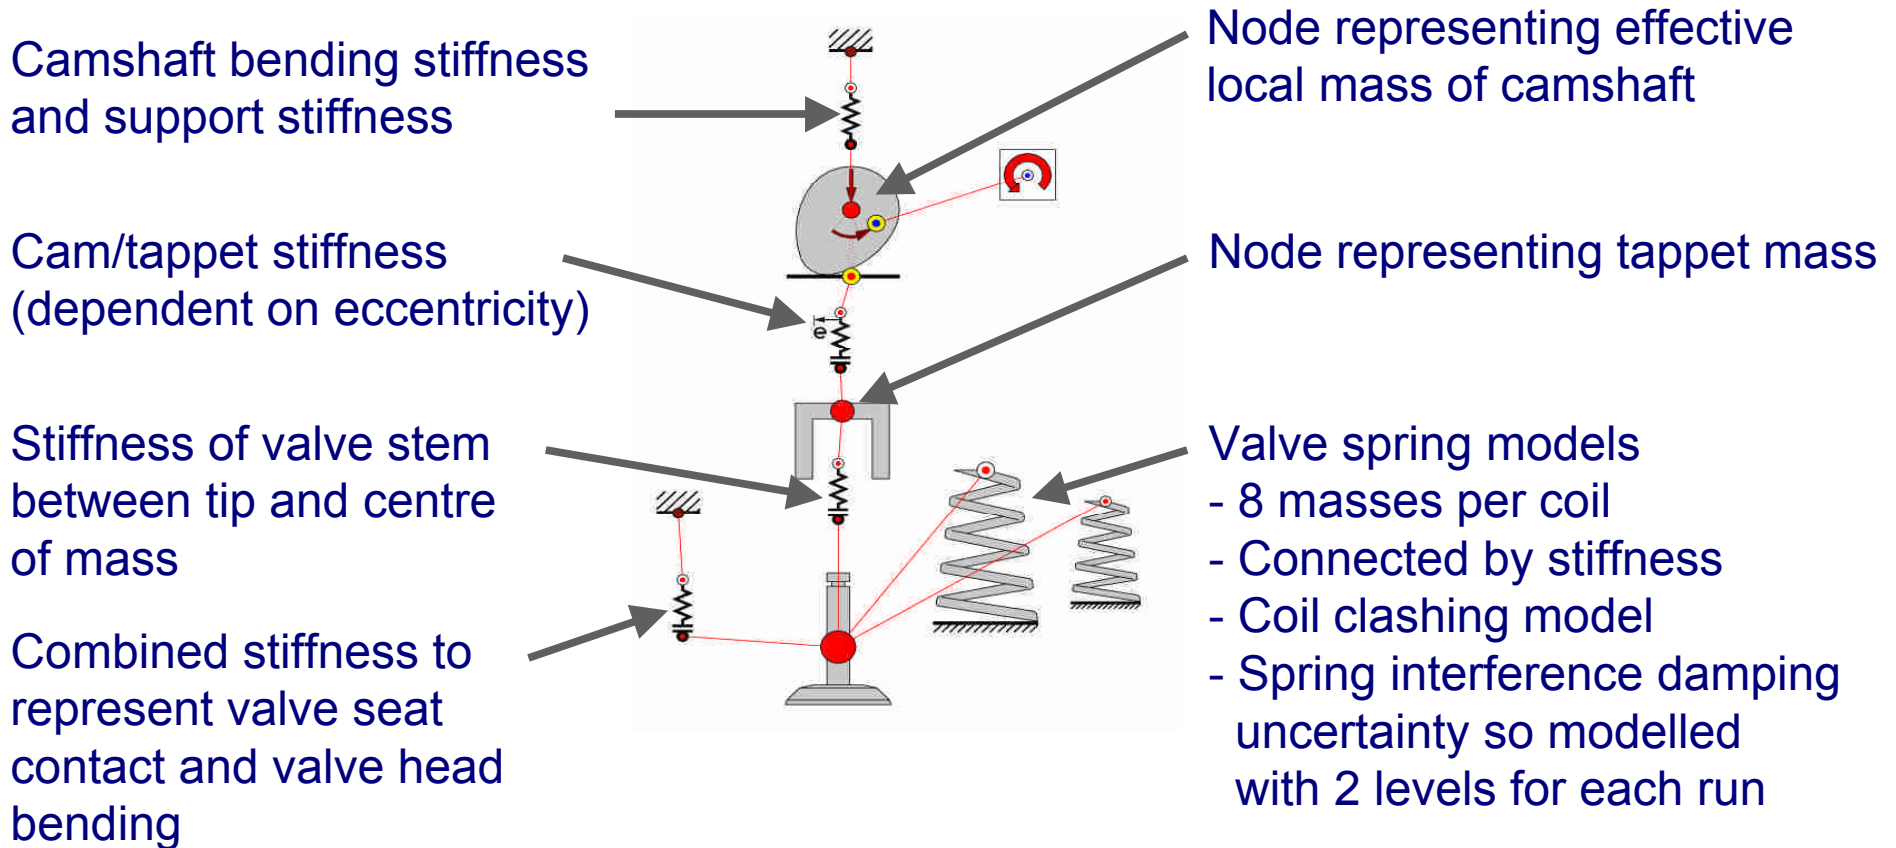 Camshaft bending stiffness
and support stiffness
Cam/tappet stiffness
(dependent on eccentricity)
Stiffness of valve stem
between tip and centre
of mass
Combined stiffness to
represent valve seat
contact and valve head
bending
e
Node representing effective
local mass of camshaft
Node representing tappet mass
Valve spring models
- 8 masses per coil
- Connected by stiffness
- Coil clashing model
- Spring interference damping
uncertainty so modelled
with 2 levels for each run